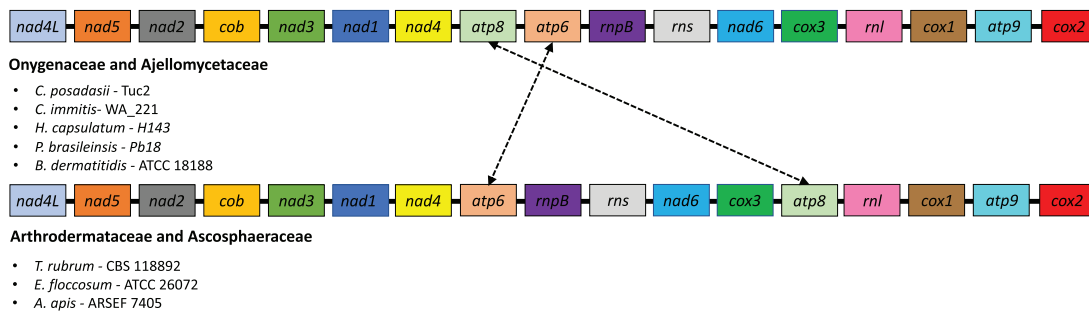 nad4L nad5 nad2 cob nad3 nad1 nad4 atp8 atp6 rnpB rns nad6 cox3 rnl cox1 atp9 cox2
Onygenaceae and Ajellomycetaceae
• C. posadasii - Tuc2
• C. immitis- WA_221
• H. capsulatum - H143
• P. brasileinsis - Pb18
• B. dermatitidis - ATCC 18188
nad4L nad5 nad2 cob nad3 nad1 nad4 atp6 rnpB rns nad6 cox3 atp8 rnl cox1 atp9 cox2
Arthrodermataceae and Ascosphaeraceae
• T. rubrum - CBS 118892
• E. floccosum - ATCC 26072
• A. apis - ARSEF 7405